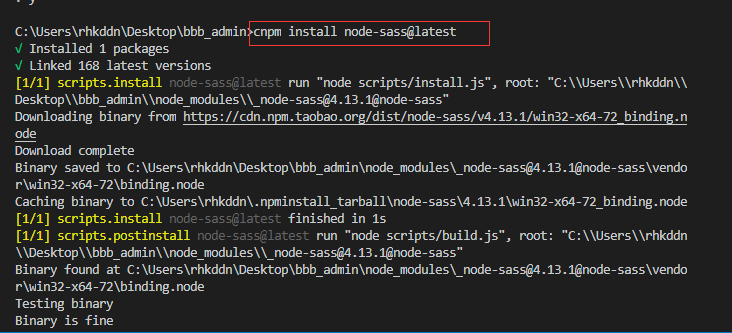 C:\Users\rhkddn\Desktop\bbb_admin>cnpm install node-sass@latest
√ Installed 1 packages
√ Linked 168 latest versions
[1/1] scripts.install node-sass@latest run "node scripts/install.js", root: "C:\\Users\\rhkddn\\
Desktop\\bbb_admin\\node_modules\\_node-sass@4.13.1@node-sass"
Downloading binary from https://cdn.npm.taobao.org/dist/node-sass/v4.13.1/win32-x64-72_binding.n
ode
Download complete
Binary saved to C:\Users\rhkddn\Desktop\bbb_admin\node_modules\_node-sass@4.13.1@node-sass\vendo
r\win32-x64-72\binding.node
Caching binary to C:\Users\rhkddn\.npminstall_tarball\node-sass\4.13.1\win32-x64-72_binding.node
[1/1] scripts.install node-sass@latest finished in 1s
[1/1] scripts.postinstall node-sass@latest run "node scripts/build.js", root: "C:\\Users\\rhkddn
\\Desktop\\bbb_admin\\node_modules\\_node-sass@4.13.1@node-sass"
Binary found at C:\Users\rhkddn\Desktop\bbb_admin\node_modules\_node-sass@4.13.1@node-sass\vendo
r\win32-x64-72\binding.node
Testing binary
Binary is fine